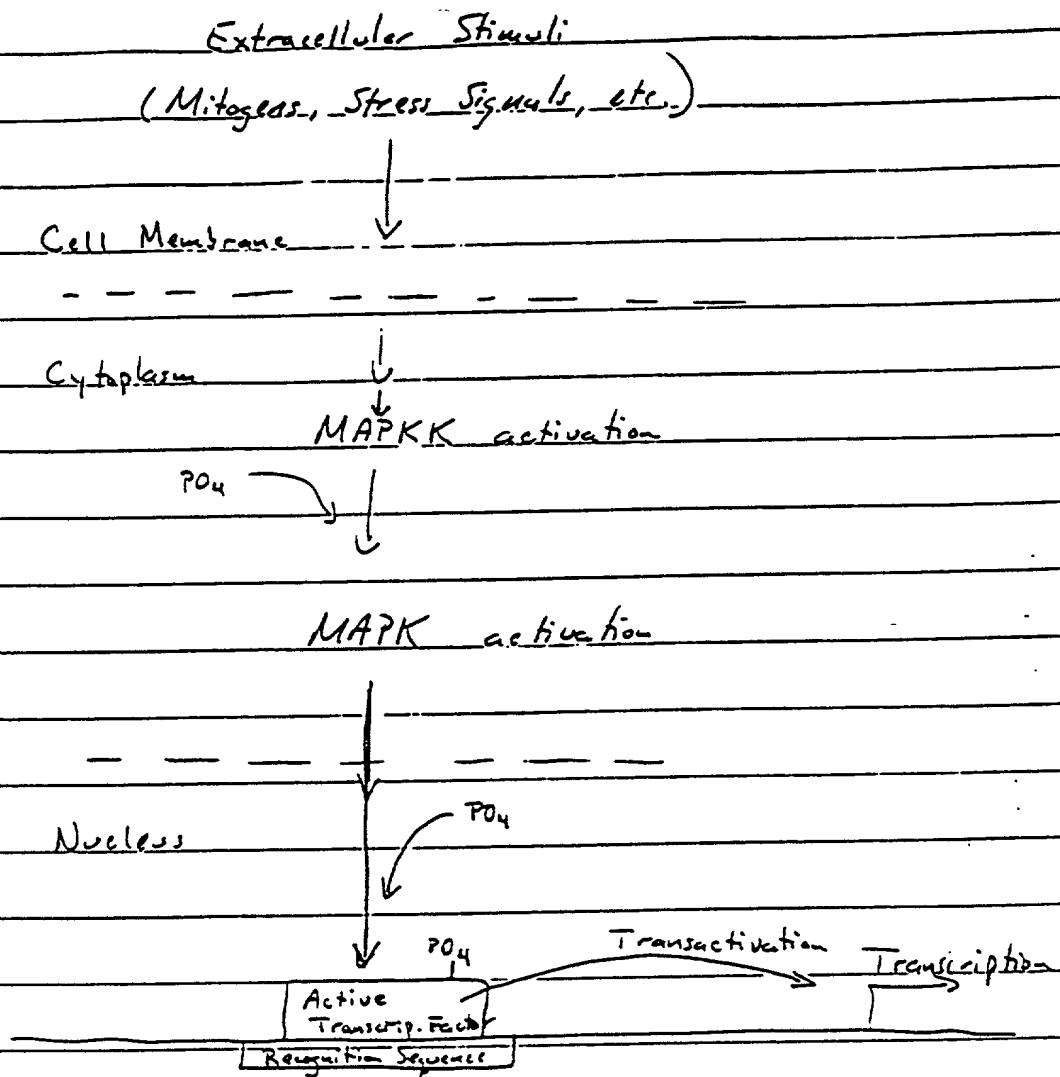 Extracellular Stimuli
(Mitogens, Stress Signals, etc.)
Cell Membrane
Cytoplasm
MAPKK activation
PO4
MAPK activation
PO4
Nucleus
PO4
Transactivation
Transcription
Active
Transcrip. Factor
Recognition Sequence